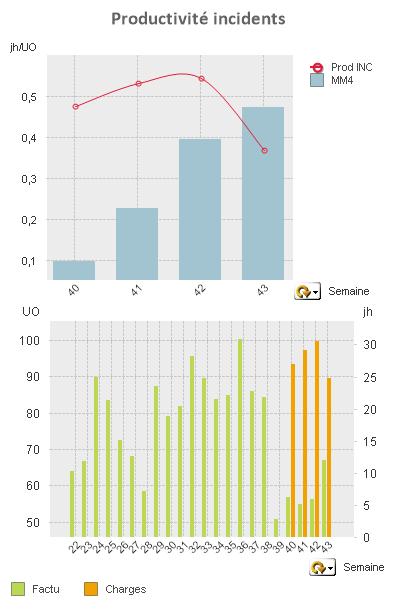 Productivité incidents
jh/UO
Prod INC
MM4
0,5
0,4
0,3
0,2
0,1
40 41 42 43
Semaine
UO jh
100 30
90 25
80 20
70 15
60 10
50 5
0
22 23 24 25 26 27 28 29 30 31 32 33 34 35 36 37 38 39 40 41 42 43
Semaine
Factu Charges